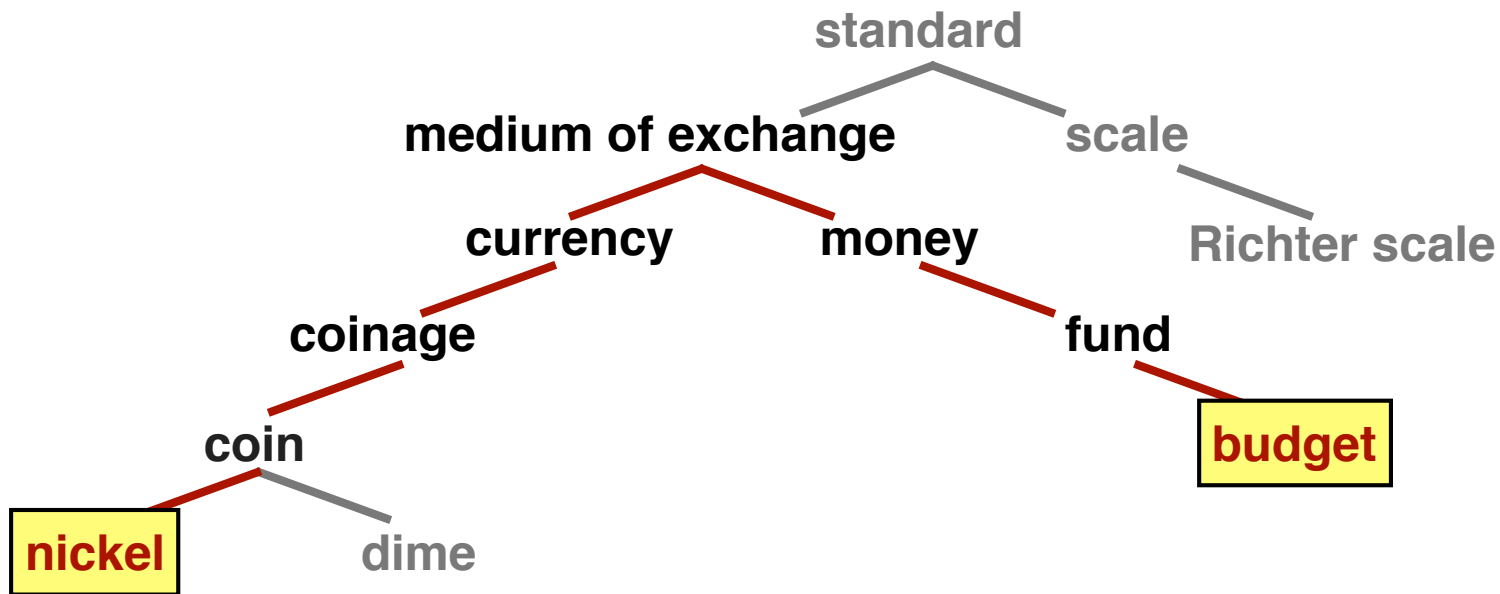 standard
medium of exchange
scale
currency
money
Richter scale
coinage
fund
coin
budget
nickel
dime